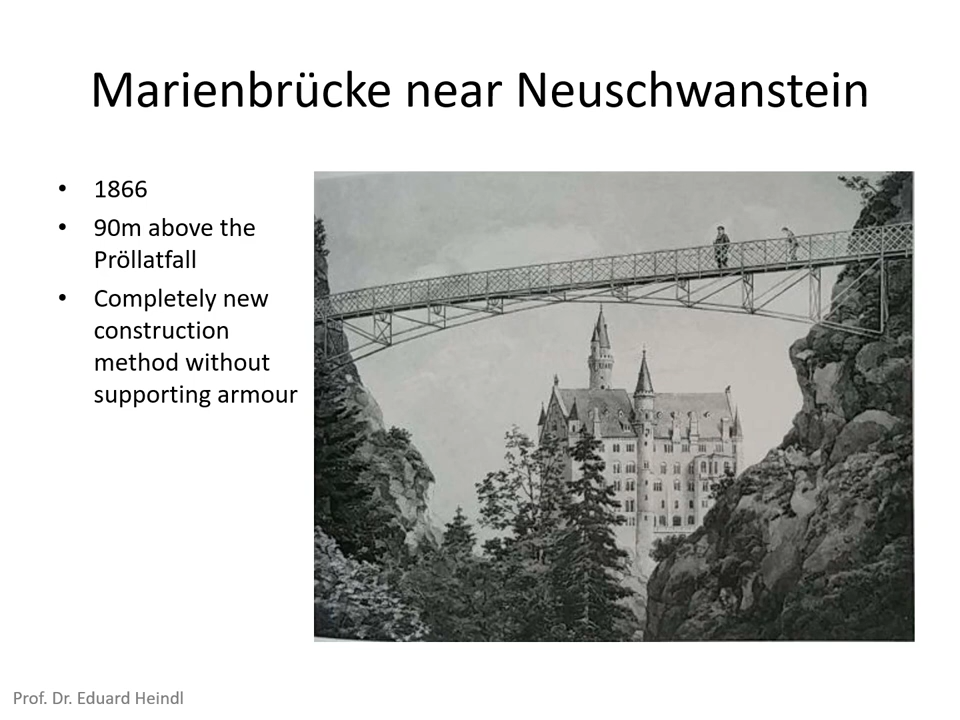 Marienbrücke near Neuschwanstein
• 1866
• 90m above the
Pröllatfall
• Completely new
construction
method without
supporting armour
Prof. Dr. Eduard Heindl